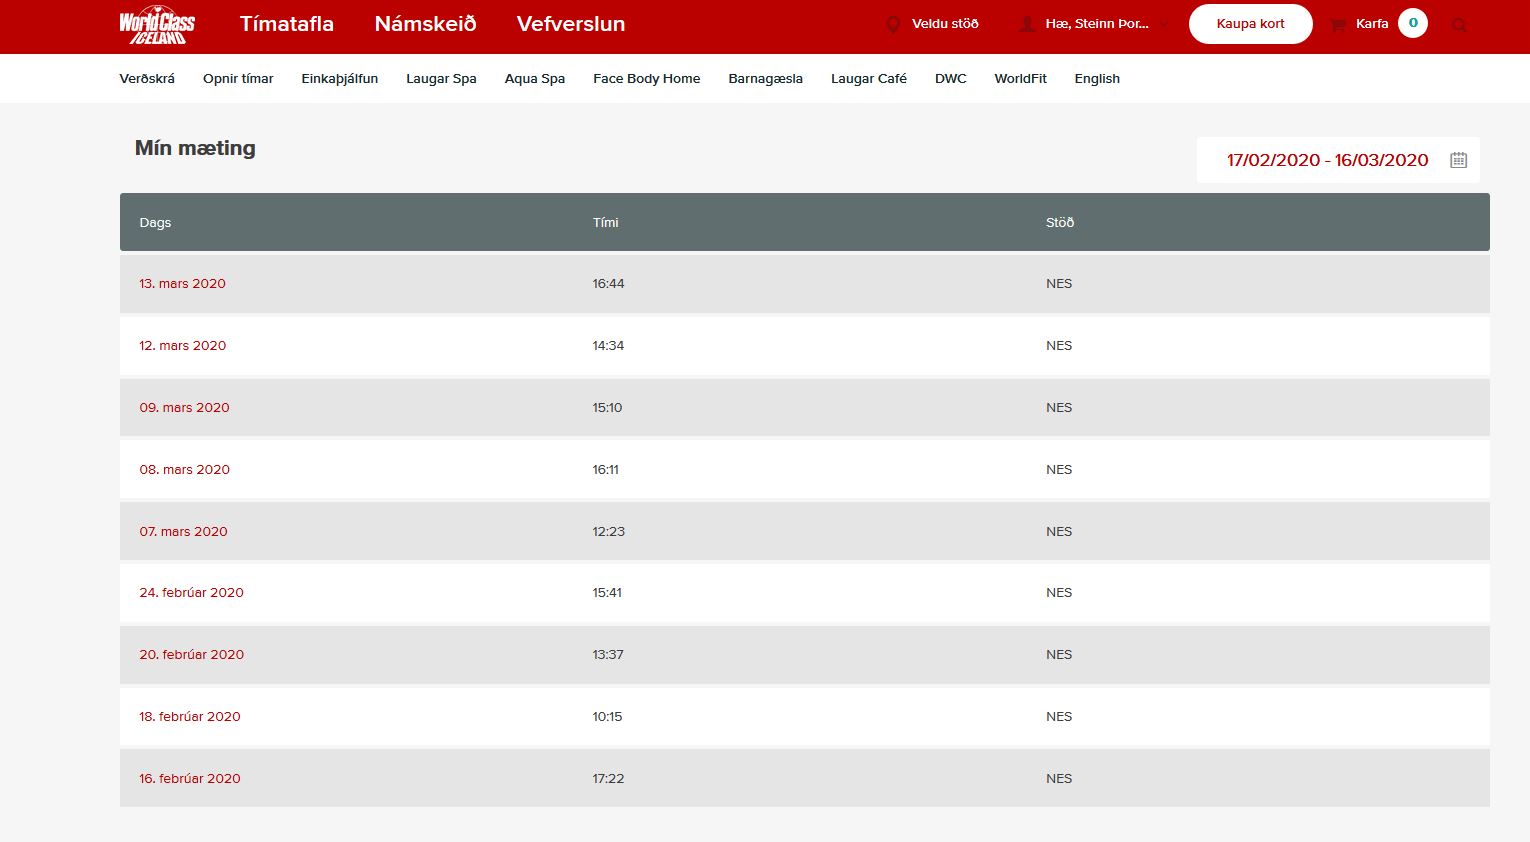 World Class
ICELAND
Tímatafla Námskeið Vefverslun Veldu stöð Hæ, Steinn Þor... Kaupa kort Karfa 0
Verðskrá Opnir tímar Einkaþjálfun Laugar Spa Aqua Spa Face Body Home Barnagæsla Laugar Café DWC WorldFit English
Mín mæting
17/02/2020 - 16/03/2020
Dags Tími Stöð
13. mars 2020 16:44 NES
12. mars 2020 14:34 NES
09. mars 2020 15:10 NES
08. mars 2020 16:11 NES
07. mars 2020 12:23 NES
24. febrúar 2020 15:41 NES
20. febrúar 2020 13:37 NES
18. febrúar 2020 10:15 NES
16. febrúar 2020 17:22 NES